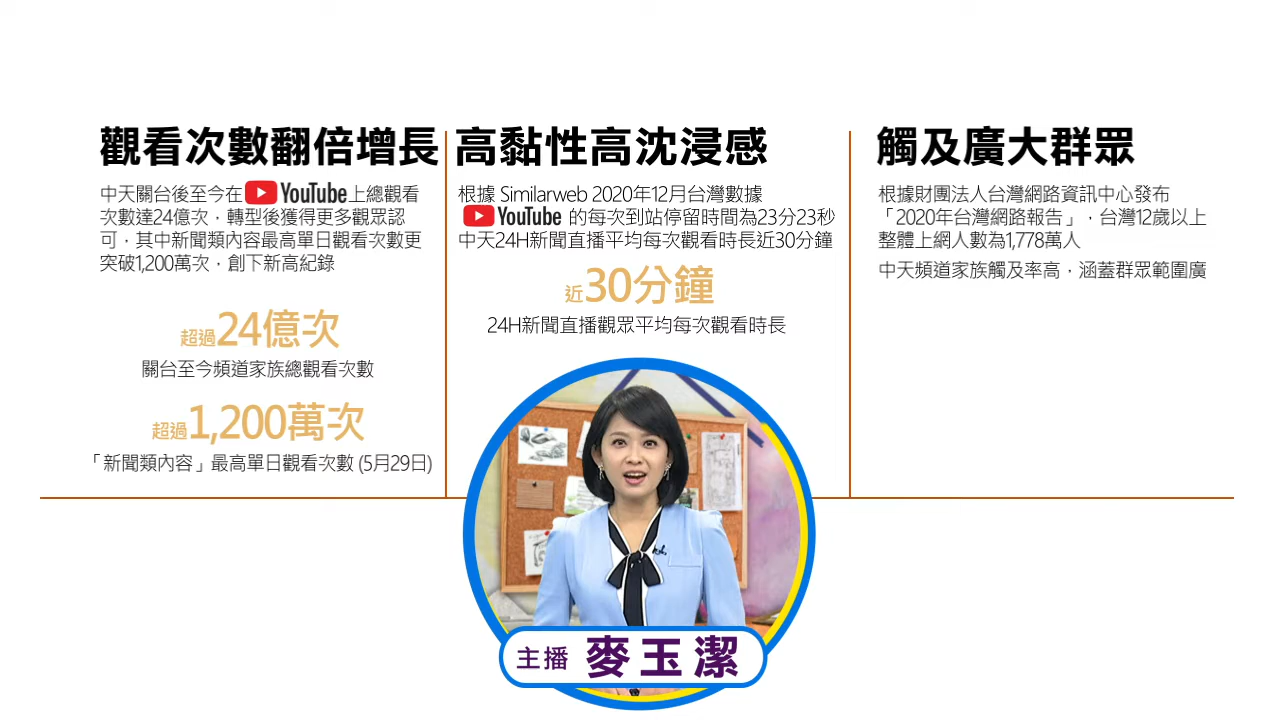 觀看次數翻倍增長
中天關台後至今在 YouTube 上總觀看
次數達24億次，轉型後獲得更多觀眾認
可，其中新聞類內容最高單日觀看次數更
突破1,200萬次，創下新高紀錄
超過24億次
關台至今頻道家族總觀看次數
超過1,200萬次
「新聞類內容」最高單日觀看次數 (5月29日)
高黏性高沈浸感
根據 Similarweb 2020年12月台灣數據
YouTube 的每次到站停留時間為23分23秒
中天24H新聞直播平均每次觀看時長近30分鐘
近30分鐘
24H新聞直播觀眾平均每次觀看時長
觸及廣大群眾
根據財團法人台灣網路資訊中心發布
「2020年台灣網路報告」，台灣12歲以上
整體上網人數為1,778萬人
中天頻道家族觸及率高，涵蓋群眾範圍廣
主播 麥玉潔